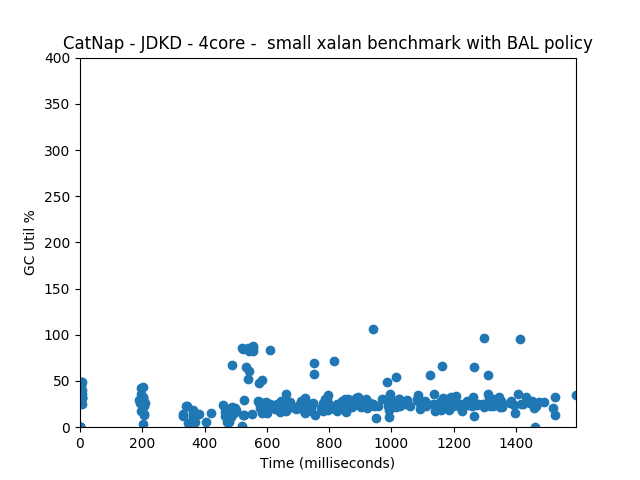 CatNap - JDKD - 4core -  small xalan benchmark with BAL policy
400
350
300
250
200
150
100
50
0
GC Util %
0 200 400 600 800 1000 1200 1400
Time (milliseconds)